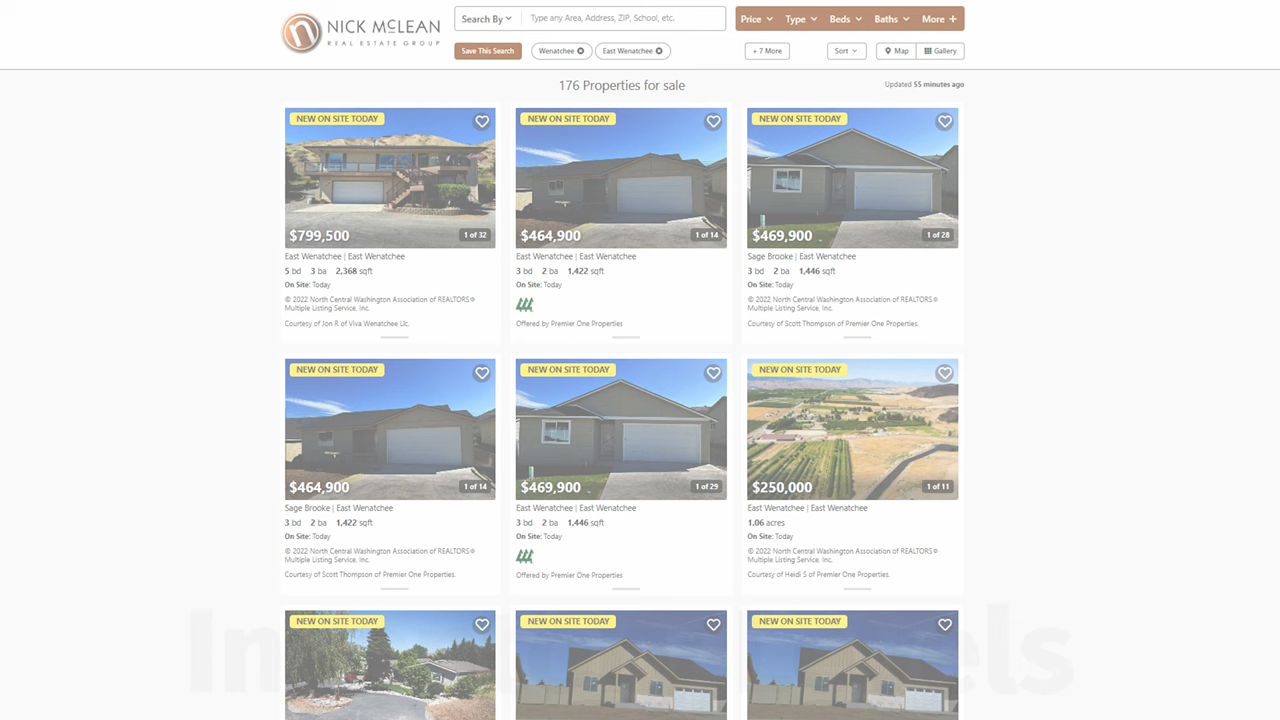 NICK McLEAN
REAL ESTATE GROUP
Search By
Type any Area, Address, ZIP, School, etc.
Price Type Beds Baths More +
Save This Search
Wenatchee
East Wenatchee
+ 7 More
Sort
Map
Gallery
176 Properties for sale
Updated 55 minutes ago
NEW ON SITE TODAY
$799,500
1 of 32
East Wenatchee | East Wenatchee
5 bd 3 ba 2,368 sqft
On Site: Today
© 2022 North Central Washington Association of REALTORS®
Multiple Listing Service, Inc.
Courtesy of Jon R of Viva Wenatchee Llc.
NEW ON SITE TODAY
$464,900
1 of 14
East Wenatchee | East Wenatchee
3 bd 2 ba 1,422 sqft
On Site: Today
Offered by Premier One Properties
NEW ON SITE TODAY
$469,900
1 of 28
Sage Brooke | East Wenatchee
3 bd 2 ba 1,446 sqft
On Site: Today
© 2022 North Central Washington Association of REALTORS®
Multiple Listing Service, Inc.
Courtesy of Scott Thompson of Premier One Properties.
NEW ON SITE TODAY
$464,900
1 of 14
Sage Brooke | East Wenatchee
3 bd 2 ba 1,422 sqft
On Site: Today
© 2022 North Central Washington Association of REALTORS®
Multiple Listing Service, Inc.
Courtesy of Scott Thompson of Premier One Properties.
NEW ON SITE TODAY
$469,900
1 of 29
East Wenatchee | East Wenatchee
3 bd 2 ba 1,446 sqft
On Site: Today
Offered by Premier One Properties
NEW ON SITE TODAY
$250,000
1 of 11
East Wenatchee | East Wenatchee
1.06 acres
On Site: Today
© 2022 North Central Washington Association of REALTORS®
Multiple Listing Service, Inc.
Courtesy of Heidi S of Premier One Properties.
NEW ON SITE TODAY
NEW ON SITE TODAY
NEW ON SITE TODAY